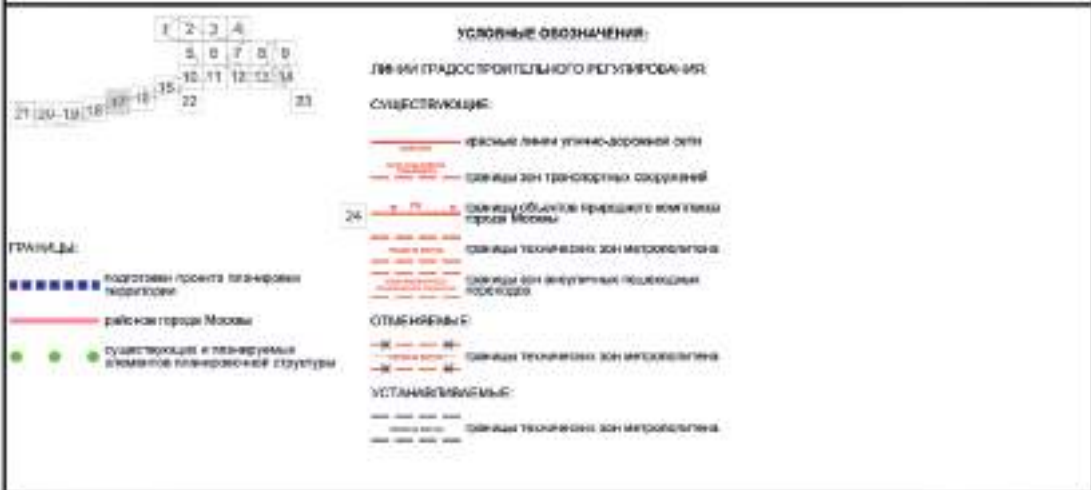 1 2 3 4
5 6 7 8 9
10 11 12 13 14
15
16
17
18
19
20
21
22
23
24
ГРАНИЦЫ:
подготовки проекта планировки
территории
районов города Москвы
существующих и планируемых
элементов планировочной структуры
УСЛОВНЫЕ ОБОЗНАЧЕНИЯ:
ЛИНИИ ГРАДОСТРОИТЕЛЬНОГО РЕГУЛИРОВАНИЯ
СУЩЕСТВУЮЩИЕ:
красные линии улично-дорожной сети
границы зон транспортных сооружений
границы объектов природного комплекса
города Москвы
границы технических зон метрополитена
границы зон внеуличных пешеходных
переходов
ОТМЕНЯЕМЫЕ:
границы технических зон метрополитена
УСТАНАВЛИВАЕМЫЕ:
границы технических зон метрополитена